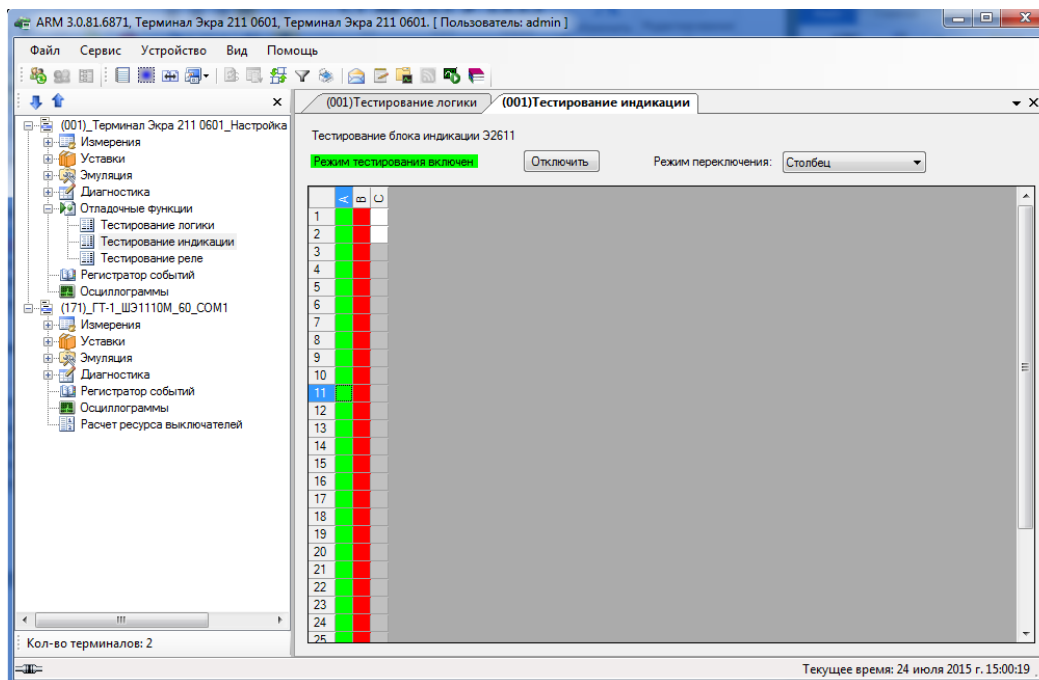 ARM 3.0.81.6871, Терминал Экра 211 0601, Терминал Экра 211 0601. [ Пользователь: admin ]
Файл Сервис Устройство Вид Помощь
(001)_Терминал Экра 211 0601_Настройка
Измерения
Уставки
Эмуляция
Диагностика
Отладочные функции
Тестирование логики
Тестирование индикации
Тестирование реле
Регистратор событий
Осциллограммы
(171)_ГТ-1_ШЭ1110М_60_COM1
Измерения
Уставки
Эмуляция
Диагностика
Регистратор событий
Осциллограммы
Расчет ресурса выключателей
Кол-во терминалов: 2
(001)Тестирование логики (001)Тестирование индикации
Тестирование блока индикации Э2611
Режим тестирования включен Отключить Режим переключения: Столбец
A B C
1
2
3
4
5
6
7
8
9
10
11
12
13
14
15
16
17
18
19
20
21
22
23
24
25
Текущее время: 24 июля 2015 г. 15:00:19